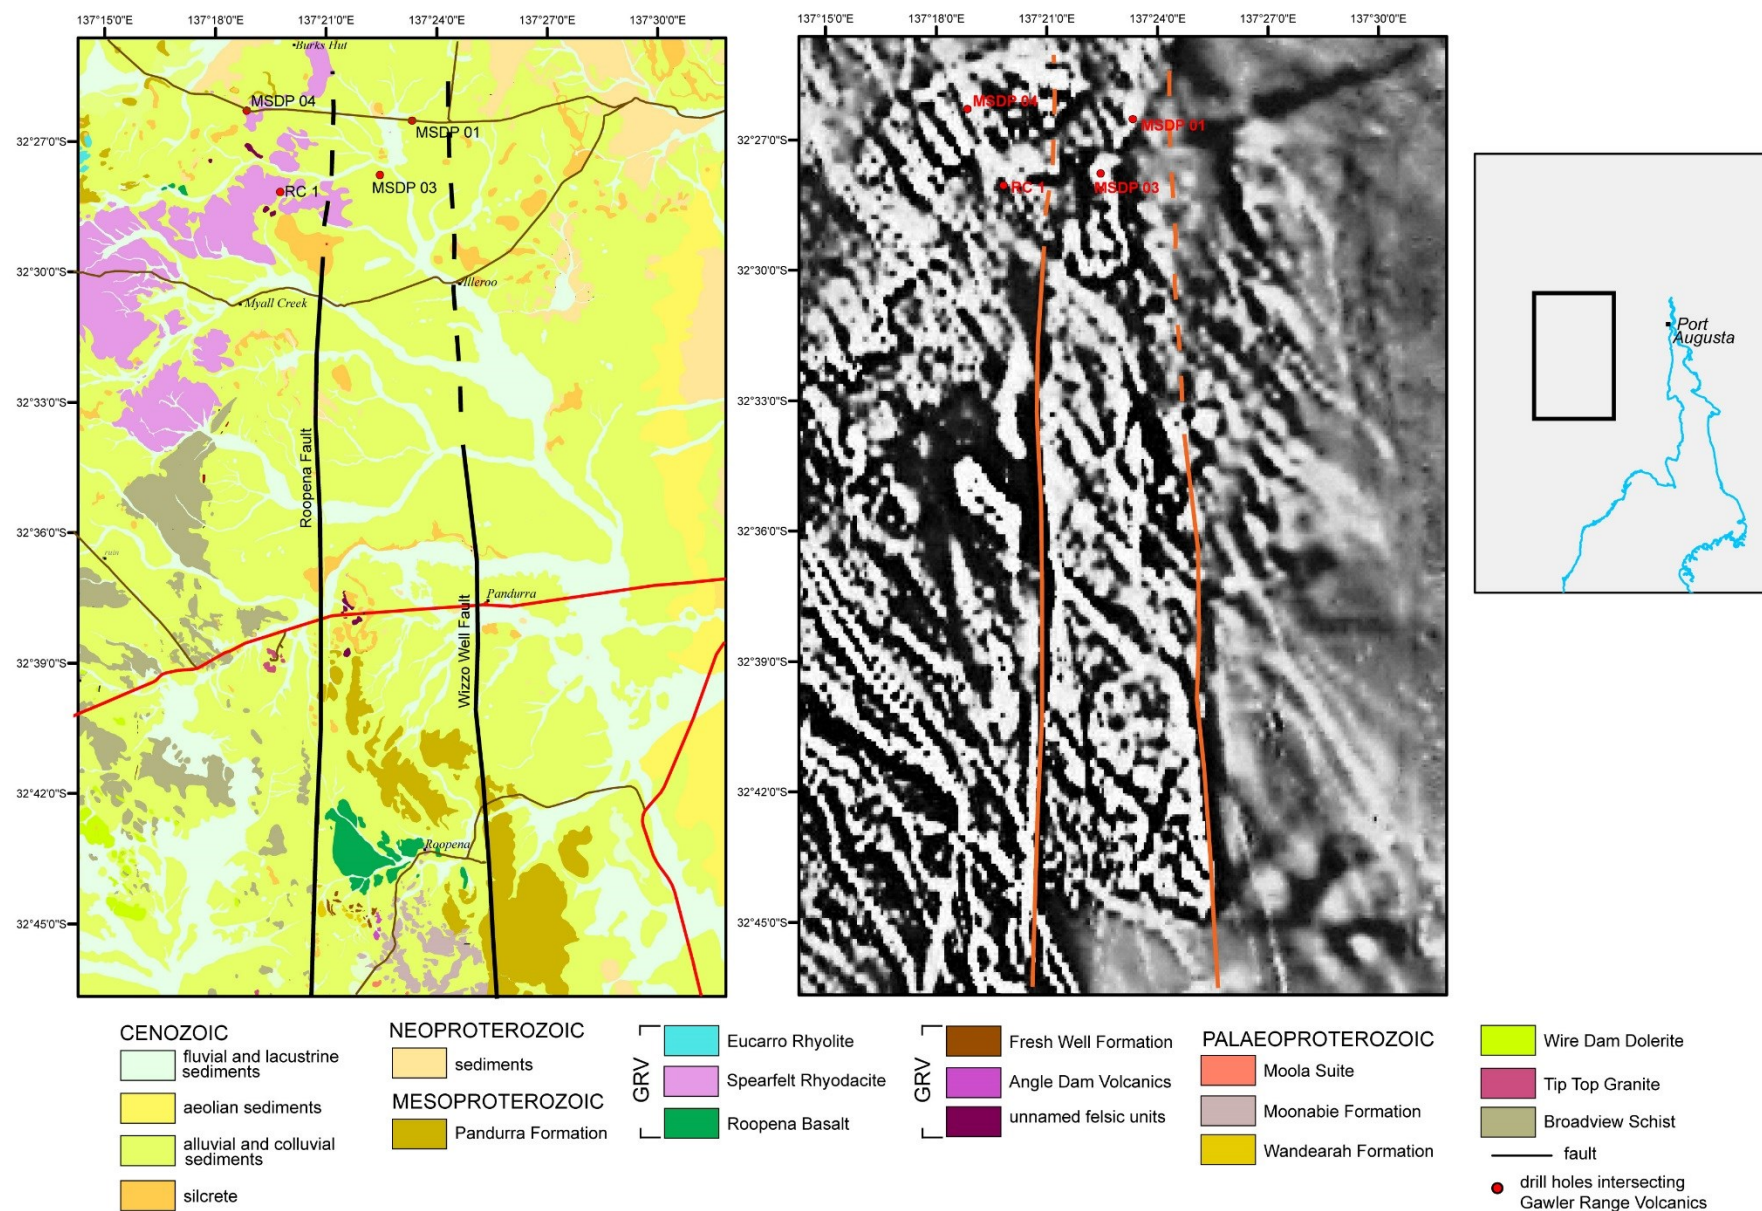 137°15'0"E 137°18'0"E 137°21'0"E 137°24'0"E 137°27'0"E 137°30'0"E
Burks Hut
MSDP 04
MSDP 01
32°27'0"S
MSDP 03
RC 1
32°30'0"S
Illeroo
Myall Creek
32°33'0"S
Roopena Fault
32°36'0"S
ruin
Pandurra
Wizzo Well Fault
32°39'0"S
32°42'0"S
Roopena
32°45'0"S
137°15'0"E 137°18'0"E 137°21'0"E 137°24'0"E 137°27'0"E 137°30'0"E
MSDP 04
MSDP 01
32°27'0"S
MSDP 03
RC 1
32°30'0"S
32°33'0"S
32°36'0"S
32°39'0"S
32°42'0"S
32°45'0"S
Port
Augusta
CENOZOIC
fluvial and lacustrine
sediments
aeolian sediments
alluvial and colluvial
sediments
silcrete
NEOPROTEROZOIC
sediments
MESOPROTEROZOIC
Pandurra Formation
GRV
Eucarro Rhyolite
Spearfelt Rhyodacite
Roopena Basalt
GRV
Fresh Well Formation
Angle Dam Volcanics
unnamed felsic units
PALAEOPROTEROZOIC
Moola Suite
Moonabie Formation
Wandearah Formation
Wire Dam Dolerite
Tip Top Granite
Broadview Schist
fault
drill holes intersecting
Gawler Range Volcanics